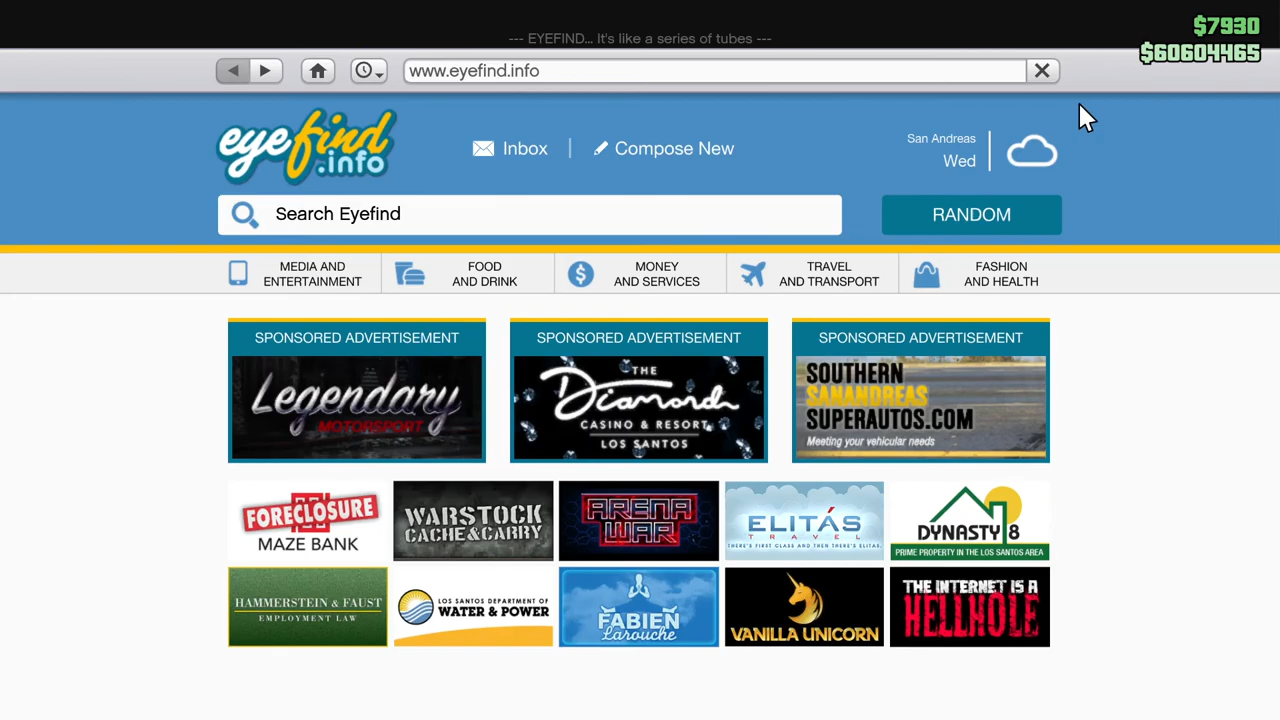 $7930
--- EYEFIND... It's like a series of tubes ---
$60604465
www.eyefind.info
eyefind
.info
Inbox
Compose New
San Andreas
Wed
Search Eyefind
RANDOM
MEDIA AND
ENTERTAINMENT
FOOD
AND DRINK
MONEY
AND SERVICES
TRAVEL
AND TRANSPORT
FASHION
AND HEALTH
SPONSORED ADVERTISEMENT
Legendary
MOTORSPORT
SPONSORED ADVERTISEMENT
THE
Diamond
CASINO & RESORT
LOS SANTOS
SPONSORED ADVERTISEMENT
SOUTHERN
SANANDREAS
SUPERAUTOS.COM
Meeting your vehicular needs
FORECLOSURE
MAZE BANK
WARSTOCK
CACHE&CARRY
ARENA
WAR
ELITÁS
TRAVEL
THERE'S FIRST CLASS AND THEN THERE'S ELITAS.
DYNASTY 8
PRIME PROPERTY IN THE LOS SANTOS AREA
HAMMERSTEIN & FAUST
EMPLOYMENT LAW
LOS SANTOS DEPARTMENT OF
WATER & POWER
FABIEN
Larouche
VANILLA UNICORN
THE INTERNET IS A
HELLHOLE